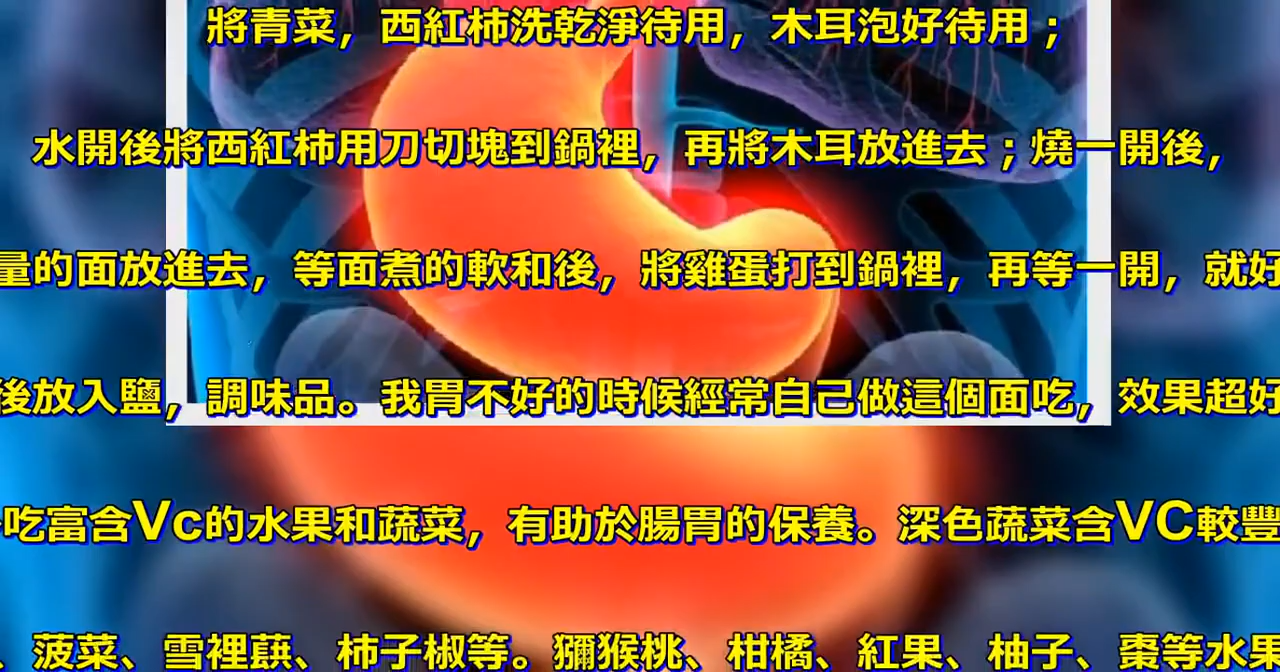 將青菜，西紅柿洗乾淨待用，木耳泡好待用；
水開後將西紅柿用刀切塊到鍋裡，再將木耳放進去；燒一開後，
量的面放進去，等面煮的軟和後，將雞蛋打到鍋裡，再等一開，就好
後放入鹽，調味品。我胃不好的時候經常自己做這個面吃，效果超好
吃富含Vc的水果和蔬菜，有助於腸胃的保養。深色蔬菜含VC較豐
、菠菜、雪裡蕻、柿子椒等。獼猴桃、柑橘、紅果、柚子、棗等水果